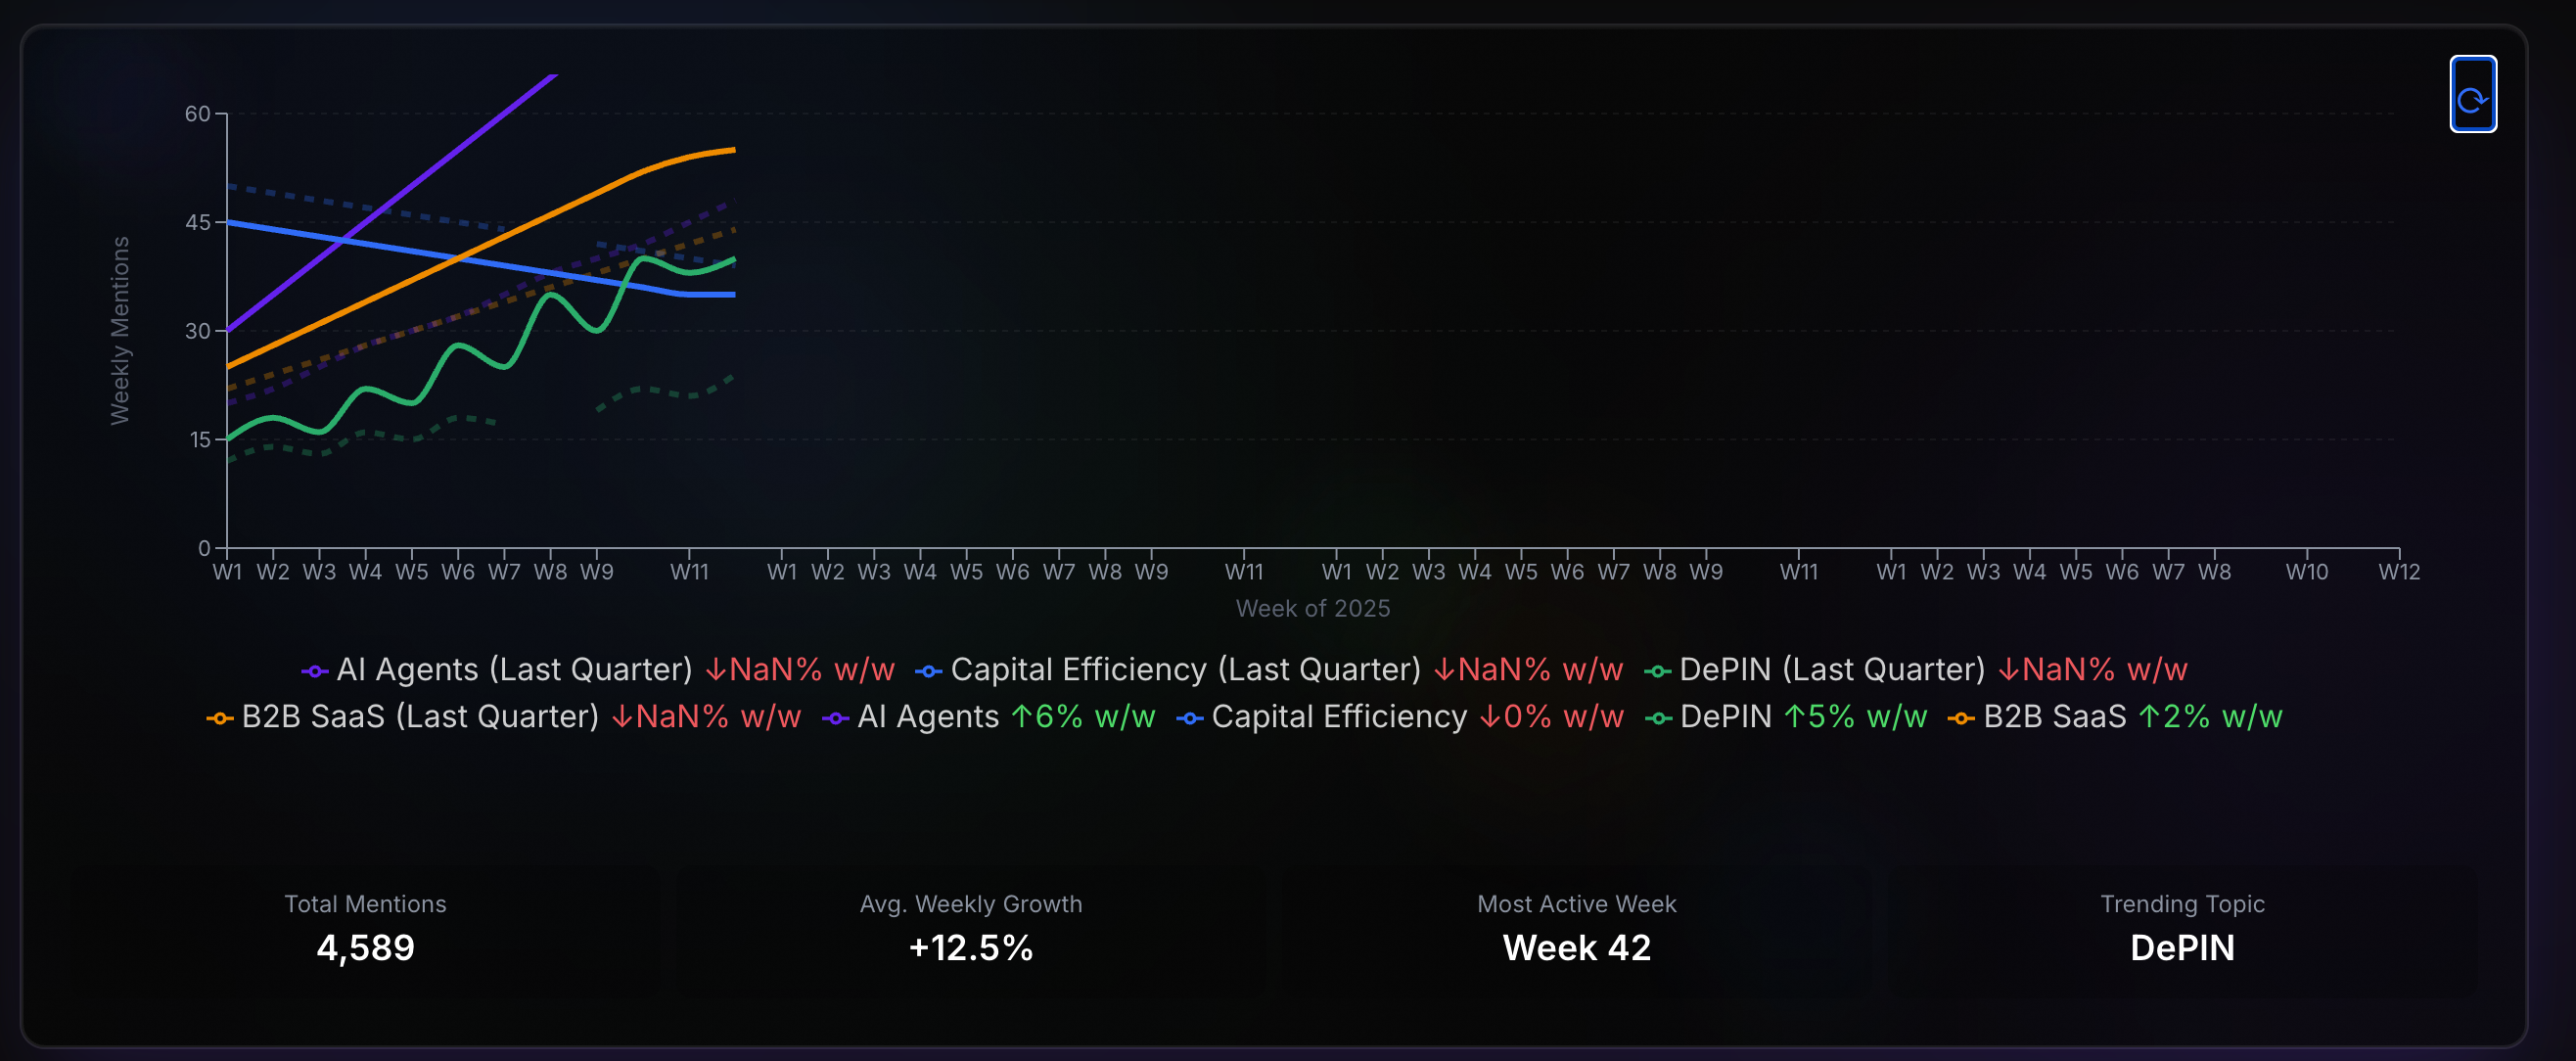 60
45
30
15
0
Weekly Mentions
W1 W2 W3 W4 W5 W6 W7 W8 W9 W11 W1 W2 W3 W4 W5 W6 W7 W8 W9 W11 W1 W2 W3 W4 W5 W6 W7 W8 W9 W11 W1 W2 W3 W4 W5 W6 W7 W8 W10 W12
Week of 2025
AI Agents (Last Quarter) ↓NaN% w/w Capital Efficiency (Last Quarter) ↓NaN% w/w DePIN (Last Quarter) ↓NaN% w/w
B2B SaaS (Last Quarter) ↓NaN% w/w AI Agents ↑6% w/w Capital Efficiency ↓0% w/w DePIN ↑5% w/w B2B SaaS ↑2% w/w
Total Mentions
4,589
Avg. Weekly Growth
+12.5%
Most Active Week
Week 42
Trending Topic
DePIN